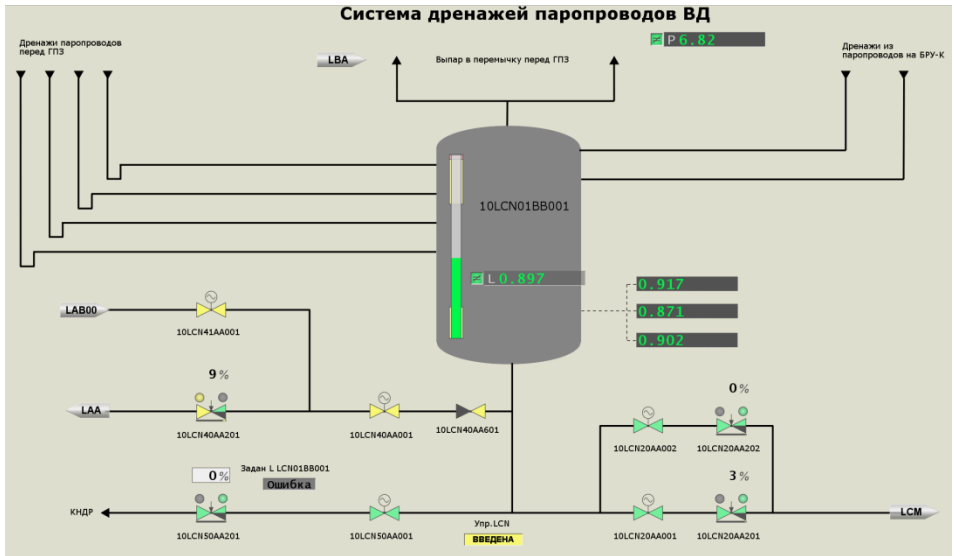 Система дренажей паропроводов ВД
Дренажи паропроводов
перед ГПЗ
LBA
Выпар в перемычку перед ГПЗ
P 6.82
Дренажи из
паропроводов на БРУ-К
10LCN01BB001
L 0.897
0.917
0.871
0.902
LAB00
10LCN41AA001
9 %
LAA
10LCN40AA201
10LCN40AA001
10LCN40AA601
0 %
10LCN20AA002
10LCN20AA202
0 %
Задан L LCN01BB001
Ошибка
3 %
КНДР
10LCN50AA201
10LCN50AA001
Упр.LCN
ВВЕДЕНА
10LCN20AA001
10LCN20AA201
LCM